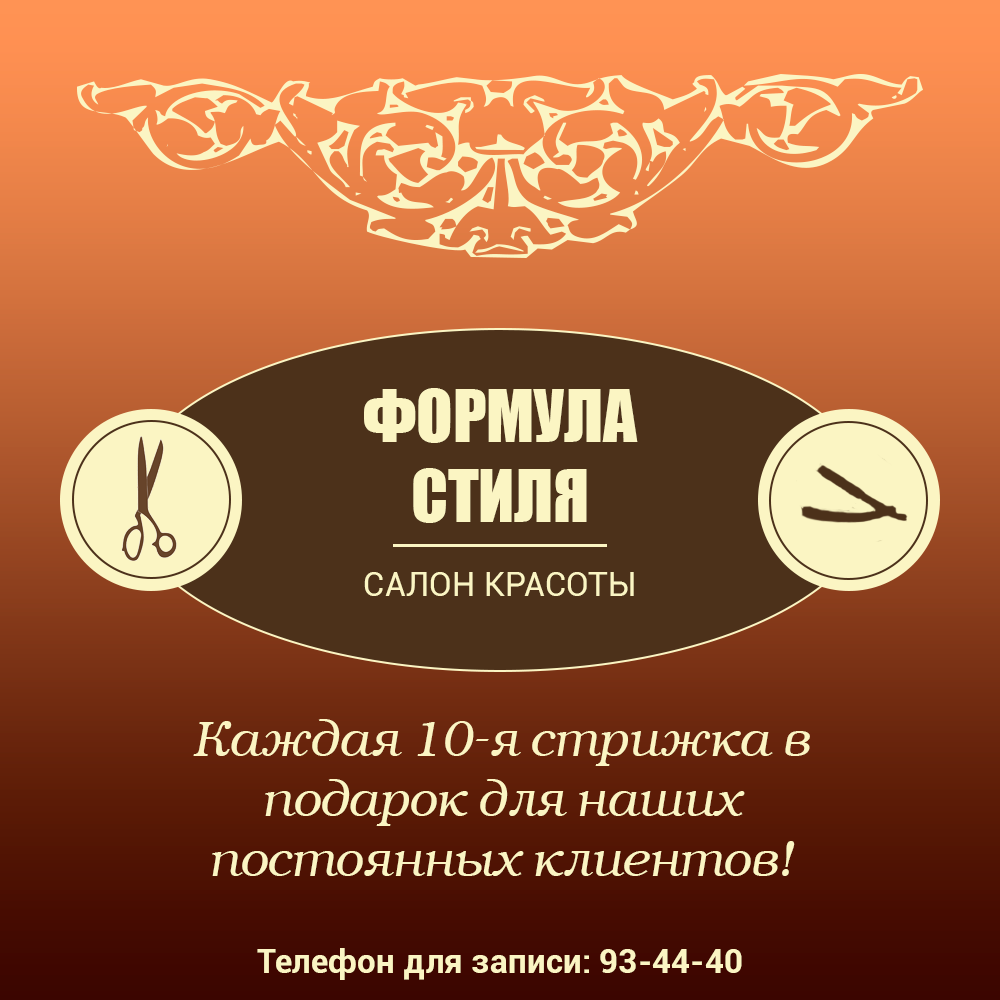 ФОРМУЛА
СТИЛЯ
САЛОН КРАСОТЫ
Каждая 10-я стрижка в
подарок для наших
постоянных клиентов!
Телефон для записи: 93-44-40